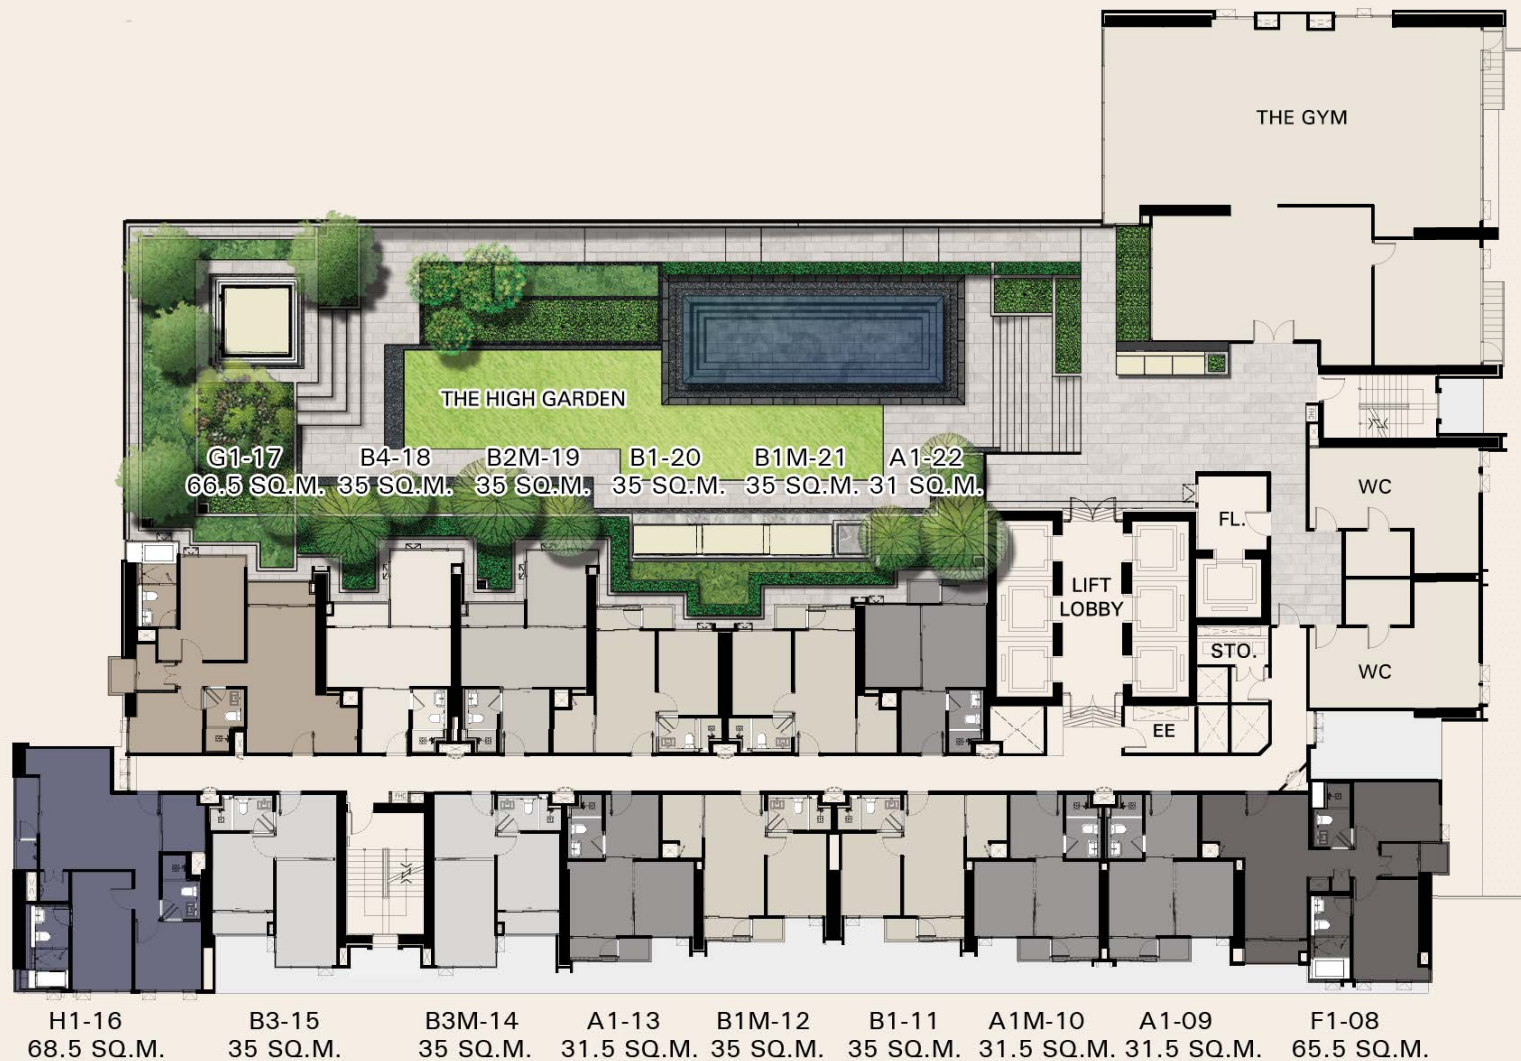 THE GYM
THE HIGH GARDEN
G1-17
66.5 SQ.M.
B4-18
35 SQ.M.
B2M-19
35 SQ.M.
B1-20
35 SQ.M.
B1M-21
35 SQ.M.
A1-22
31 SQ.M.
WC
FL.
LIFT
LOBBY
STO.
WC
EE
FHC
FHC
H1-16
68.5 SQ.M.
B3-15
35 SQ.M.
B3M-14
35 SQ.M.
A1-13
31.5 SQ.M.
B1M-12
35 SQ.M.
B1-11
35 SQ.M.
A1M-10
31.5 SQ.M.
A1-09
31.5 SQ.M.
F1-08
65.5 SQ.M.